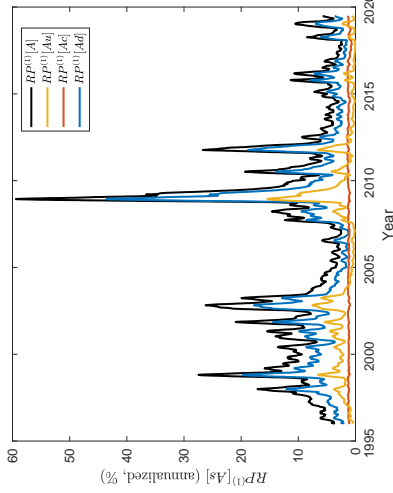 60
50
40
30
20
10
0
RP^{(1)}[As] (annualized, %)
RP^{(1)}[A]
RP^{(1)}[Au]
RP^{(1)}[Ac]
RP^{(1)}[Ad]
1995
2000
2005
2010
2015
2020
Year